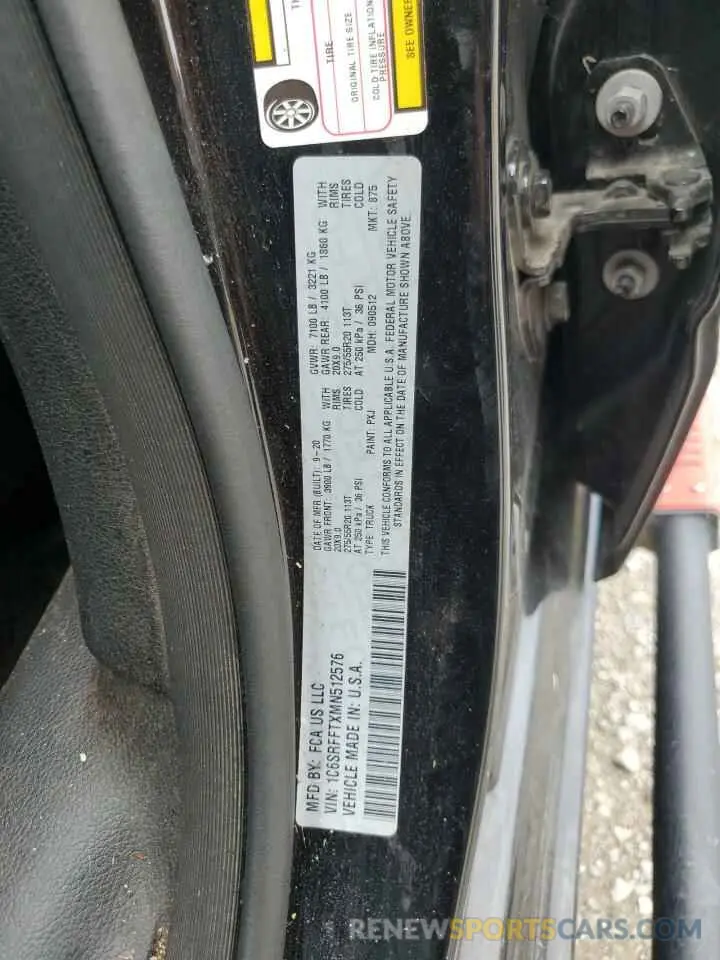 TIRE
ORIGINAL TIRE SIZE
COLD TIRE INFLATION
PRESSURE
SEE OWNER
MFD BY: FCA US LLC
VIN: 1C6SRFFTXMN512576
VEHICLE MADE IN: U.S.A.
DATE OF MFR (BUILT): 9-20
GAWR FRONT: 3900 LB / 1770 KG WITH
20X9.0 RIMS
275/55R20 113T TIRES
AT 250 kPa / 36 PSI COLD
TYPE: TRUCK PAINT: PXJ
GVWR: 7100 LB / 3221 KG
GAWR REAR: 4100 LB / 1860 KG WITH
20X9.0 RIMS
275/55R20 113T TIRES
AT 250 kPa / 36 PSI COLD
MDH: 090512 MKT: 875
THIS VEHICLE CONFORMS TO ALL APPLICABLE U.S.A. FEDERAL MOTOR VEHICLE SAFETY
STANDARDS IN EFFECT ON THE DATE OF MANUFACTURE SHOWN ABOVE.
RENEWSPORTSCAR.COM